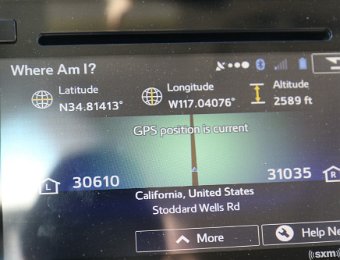 Where Am I?
Latitude
N34.81413°
Longitude
W117.04076°
Altitude
2589 ft
GPS position is current
L 30610
31035 R
California, United States
Stoddard Wells Rd
More
Help
((sxm))